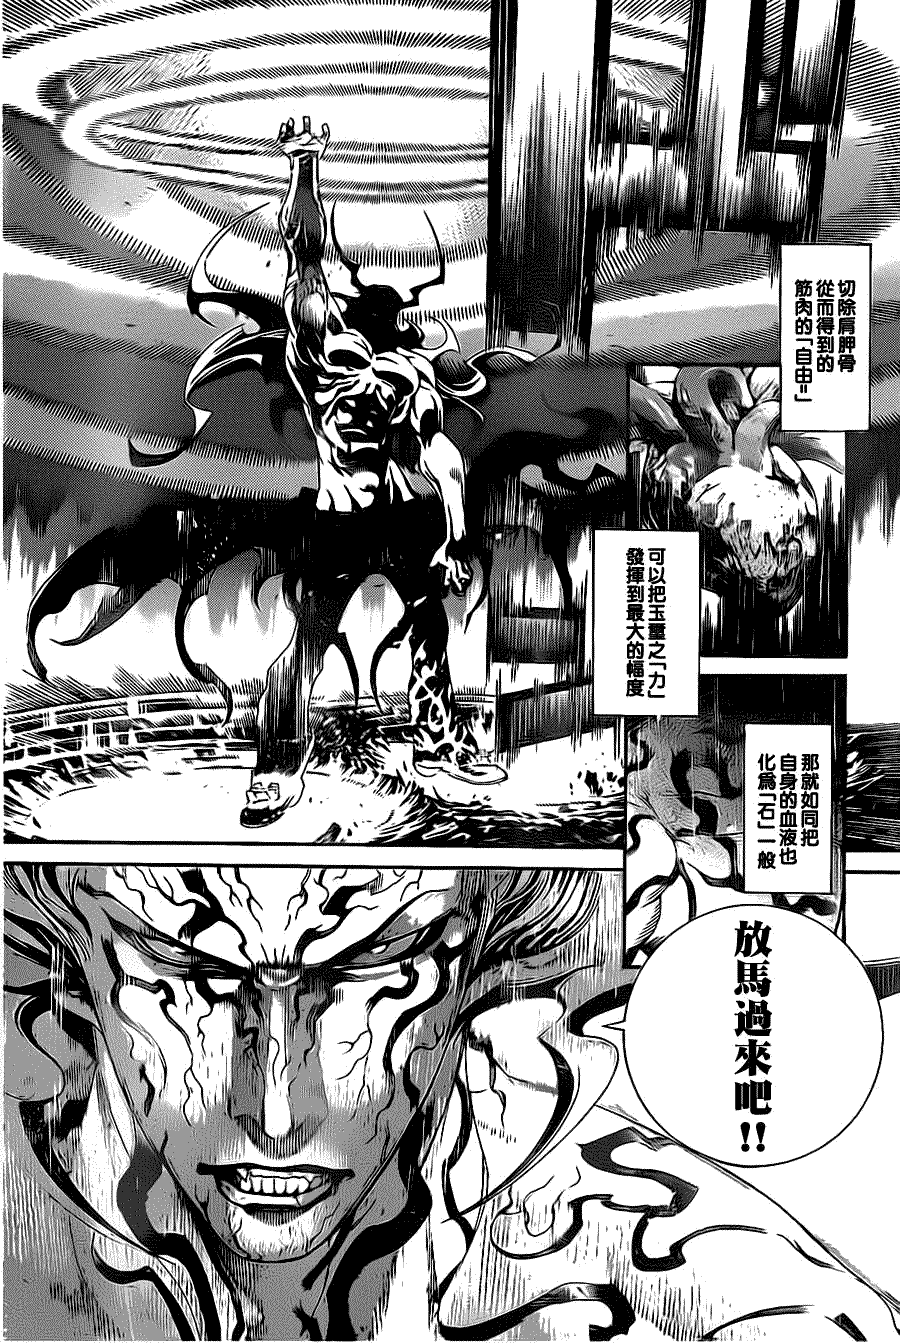 切除肩胛骨
從而得到的
筋肉的「自由」
可以把玉璽之「力」
發揮到最大的幅度
那就如同把
自身的血液也
化為「石」一般
放馬過來吧!!